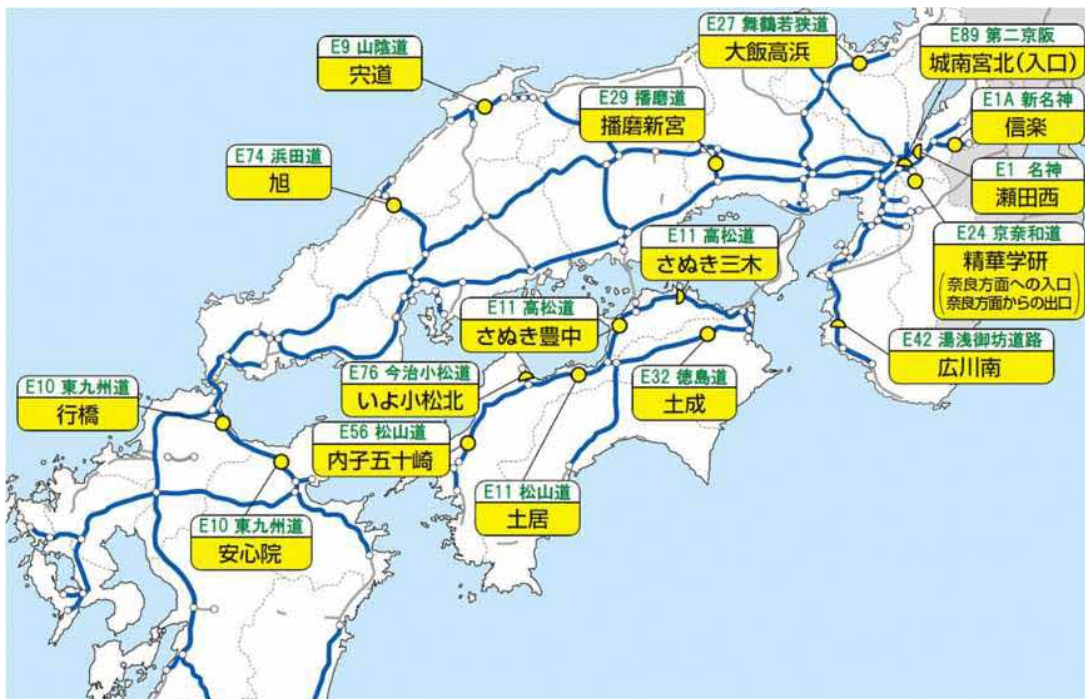 E9 山陰道
宍道
E27 舞鶴若狭道
大飯高浜
E89 第二京阪
城南宮北(入口)
E29 播磨道
播磨新宮
E1A 新名神
信楽
E74 浜田道
旭
E1 名神
瀬田西
E24 京奈和道
精華学研
(奈良方面への入口
奈良方面からの出口)
E11 高松道
さぬき三木
E11 高松道
さぬき豊中
E42 湯浅御坊道路
広川南
E76 今治小松道
いよ小松北
E32 徳島道
土成
E10 東九州道
行橋
E56 松山道
内子五十崎
E11 松山道
土居
E10 東九州道
安心院